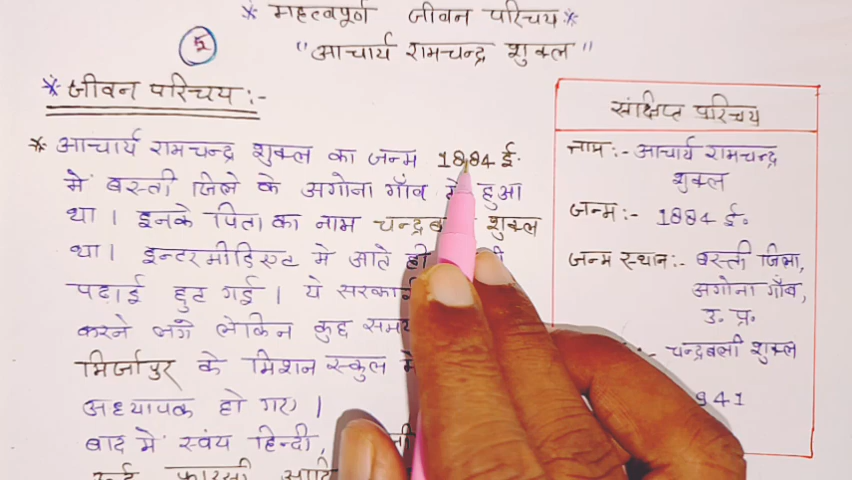 * महत्वपूर्ण जीवन परिचय *
5
"आचार्य रामचन्द्र शुक्ल"
* जीवन परिचय :-
* आचार्य रामचन्द्र शुक्ल का जन्म 1884 ई.
में बस्ती जिले के अगोना गाँव में हुआ
था। इनके पिता का नाम चन्द्रब शुक्ल
था। इन्टरमीडिएट मे आते ही
पढ़ाई छुट गई। ये
करने लगे लेकिन कुछ समय
मिर्जापुर के मिशन स्कुल मे
अध्यापक हो गए।
बाद में स्वंय हिन्दी,
संक्षिप्त परिचय
नाम :- आचार्य रामचन्द्र
शुक्ल
जन्म :- 1884 ई.
जन्म स्थान :- बस्ती जिला,
अगोना गाँव,
उ. प्र.
:- चन्द्रबली शुक्ल
941